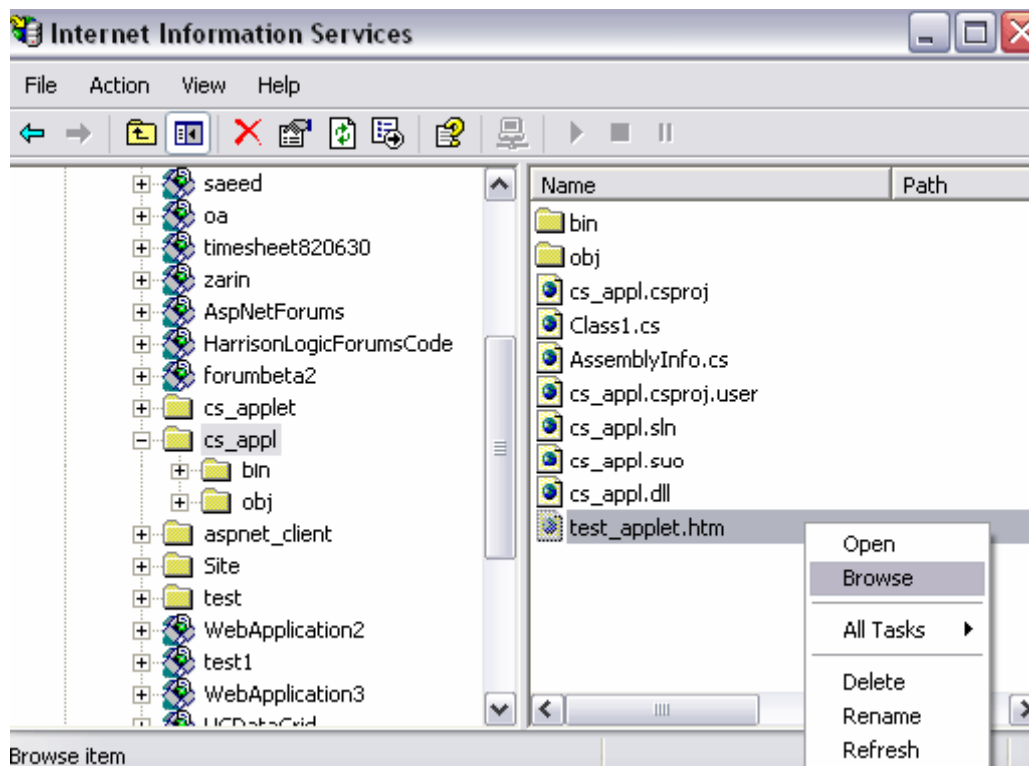 Internet Information Services
File Action View Help
saeed
oa
timesheet820630
zarin
AspNetForums
HarrisonLogicForumsCode
forumbeta2
cs_applet
cs_appl
bin
obj
aspnet_client
Site
test
WebApplication2
test1
WebApplication3
Name Path
bin
obj
cs_appl.csproj
Class1.cs
AssemblyInfo.cs
cs_appl.csproj.user
cs_appl.sln
cs_appl.suo
cs_appl.dll
test_applet.htm
Open
Browse
All Tasks
Delete
Rename
Refresh
Browse item